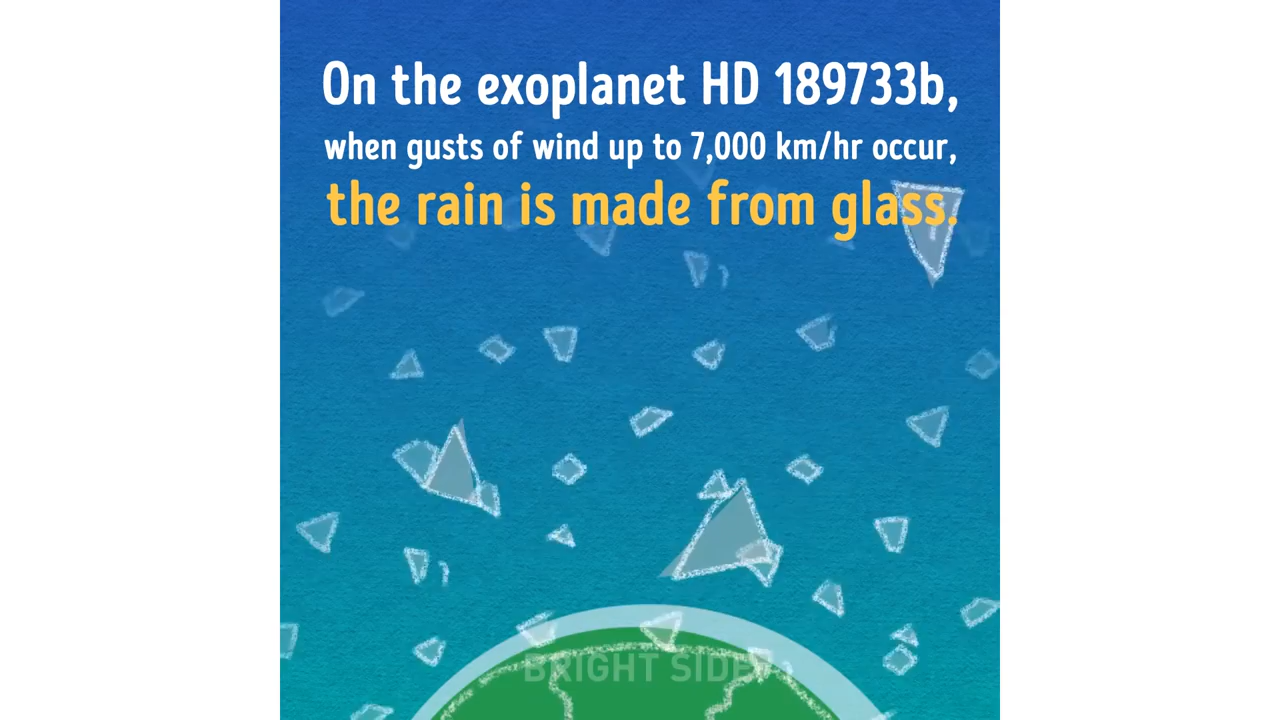 On the exoplanet HD 189733b,
when gusts of wind up to 7,000 km/hr occur,
the rain is made from glass.
BRIGHT SIDE